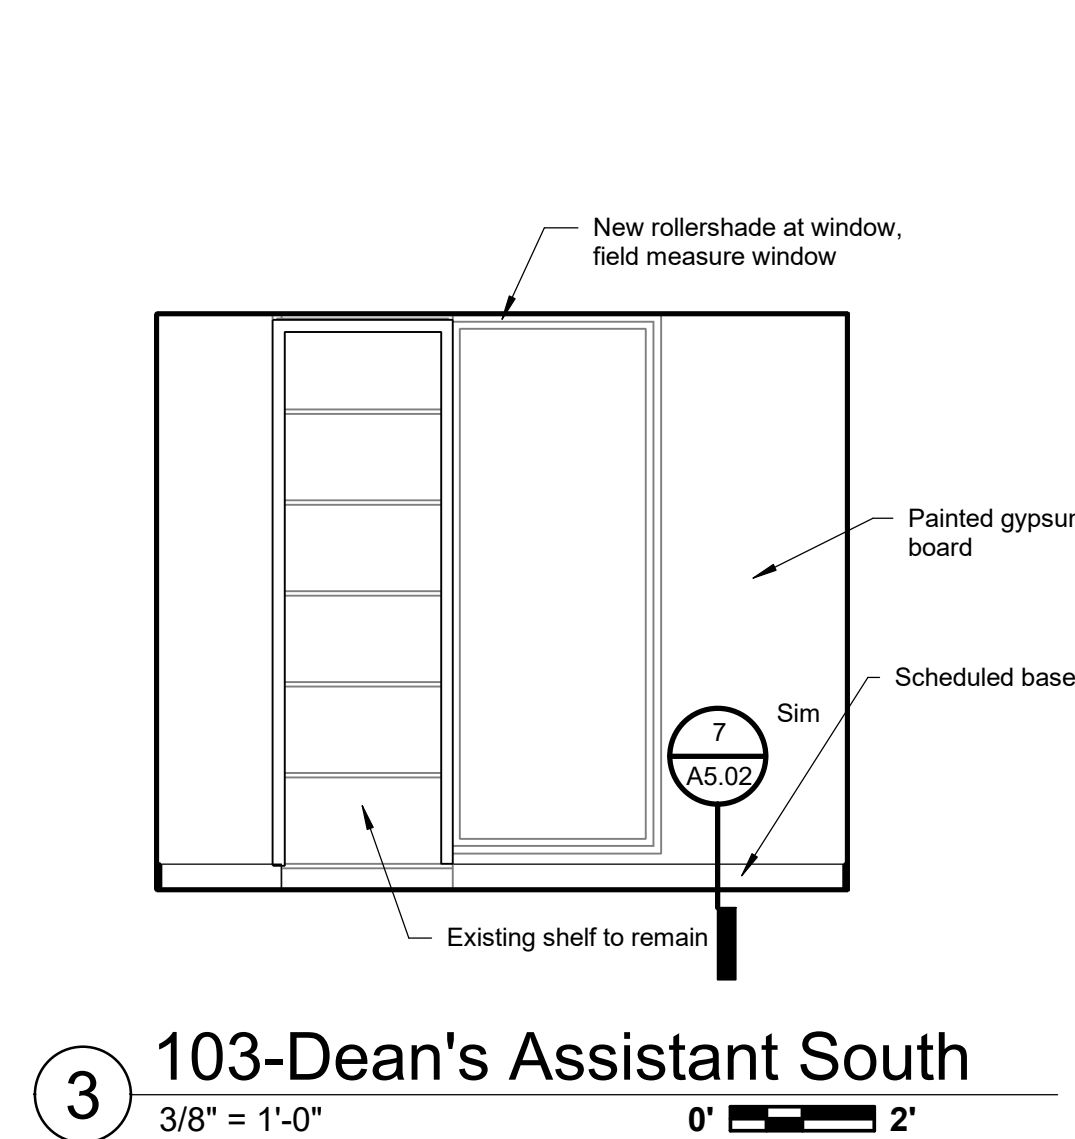 New rollershade at window,
field measure window
Painted gypsur
board
Scheduled base
Sim
7
A5.02
Existing shelf to remain
3
103-Dean's Assistant South
3/8" = 1'-0"
0' 2'